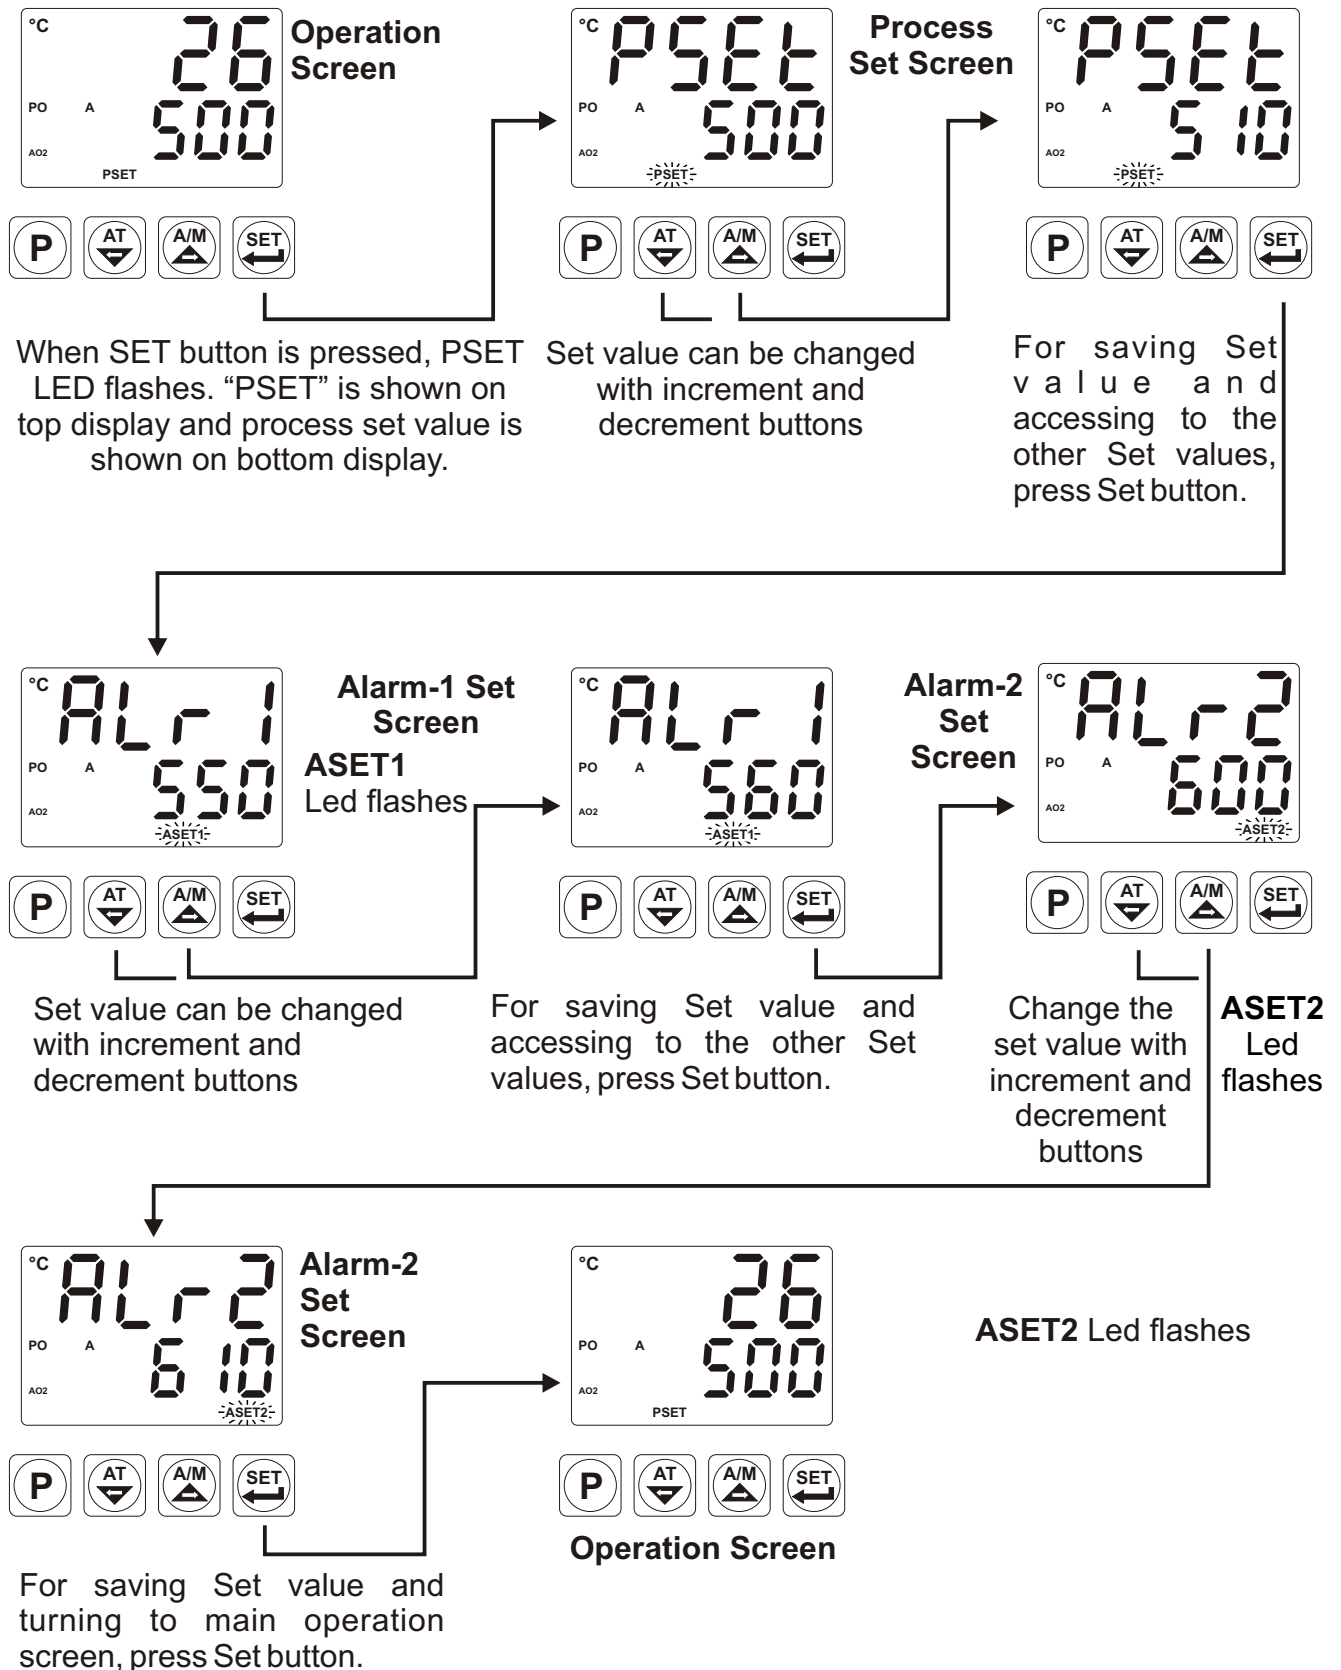 °C 26
PO A 500
AO2
PSET
Operation
Screen
P AT A/M SET
When SET button is pressed, PSET
LED flashes. “PSET” is shown on
top display and process set value is
shown on bottom display.
°C PSEt
PO A 500
AO2
PSET
Process
Set Screen
P AT A/M SET
Set value can be changed
with increment and
decrement buttons
°C PSEt
PO A 510
AO2
PSET
P AT A/M SET
For saving Set
value and
accessing to the
other Set values,
press Set button.
°C ALr1
PO A 550
AO2
ASET1
Alarm-1 Set
Screen
ASET1
Led flashes
P AT A/M SET
Set value can be changed
with increment and
decrement buttons
°C ALr1
PO A 560
AO2
ASET1
P AT A/M SET
For saving Set value and
accessing to the other Set
values, press Set button.
Alarm-2
Set
Screen
°C ALr2
PO A 600
AO2
ASET2
P AT A/M SET
Change the
set value with
increment and
decrement
buttons
ASET2
Led
flashes
°C ALr2
PO A 610
AO2
ASET2
Alarm-2
Set
Screen
P AT A/M SET
For saving Set value and
turning to main operation
screen, press Set button.
°C 26
PO A 500
AO2
PSET
P AT A/M SET
Operation Screen
ASET2 Led flashes